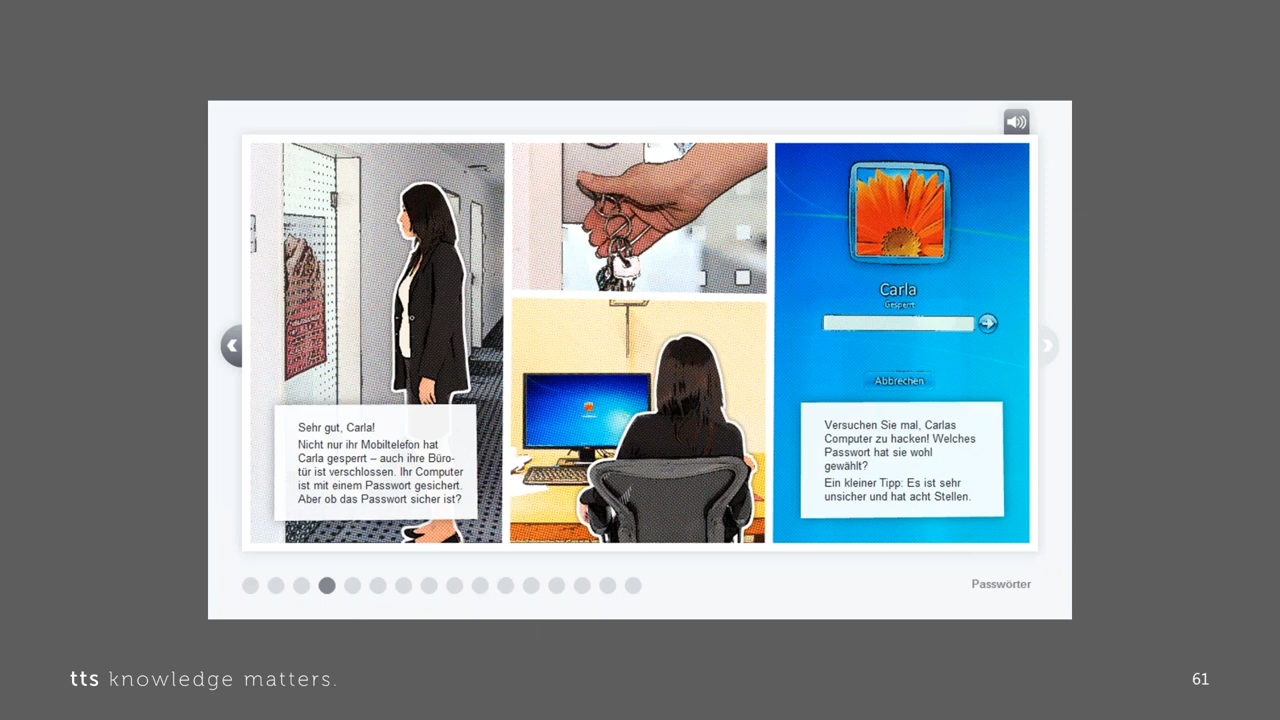 Sehr gut, Carla!
Nicht nur ihr Mobiltelefon hat
Carla gesperrt – auch ihre Büro-
tür ist verschlossen. Ihr Computer
ist mit einem Passwort gesichert.
Aber ob das Passwort sicher ist?
Carla
Gesperrt
Abbrechen
Versuchen Sie mal, Carlas
Computer zu hacken! Welches
Passwort hat sie wohl
gewählt?
Ein kleiner Tipp: Es ist sehr
unsicher und hat acht Stellen.
Passwörter
tts knowledge matters.
61